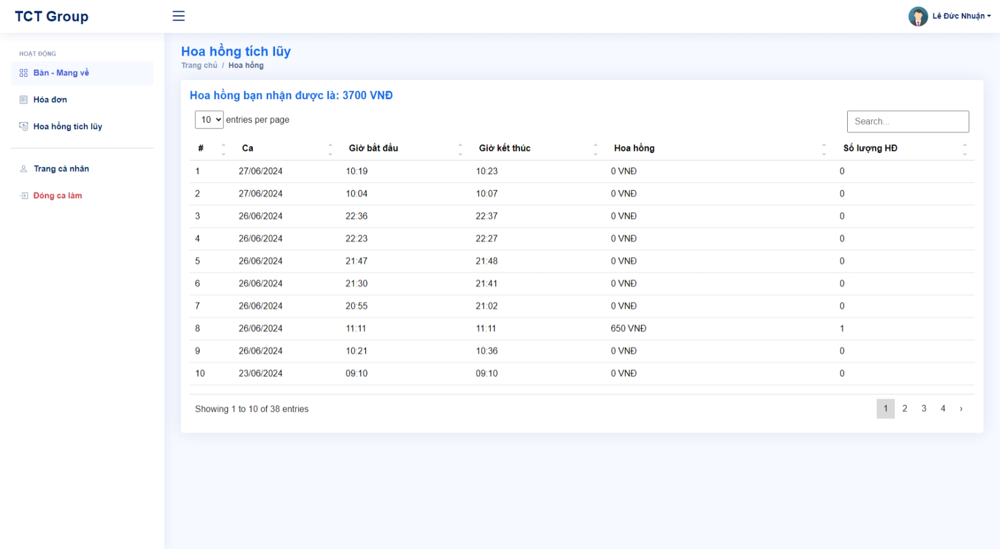 TCT Group
Lê Đức Nhuận
HOẠT ĐỘNG
Bàn - Mang về
Hóa đơn
Hoa hồng tích lũy
Trang cá nhân
Đóng ca làm
Hoa hồng tích lũy
Trang chủ / Hoa hồng
Hoa hồng bạn nhận được là: 3700 VNĐ
10 entries per page
Search...
# Ca Giờ bắt đầu Giờ kết thúc Hoa hồng Số lượng HĐ
1 27/06/2024 10:19 10:23 0 VNĐ 0
2 27/06/2024 10:04 10:07 0 VNĐ 0
3 26/06/2024 22:36 22:37 0 VNĐ 0
4 26/06/2024 22:23 22:27 0 VNĐ 0
5 26/06/2024 21:47 21:48 0 VNĐ 0
6 26/06/2024 21:30 21:41 0 VNĐ 0
7 26/06/2024 20:55 21:02 0 VNĐ 0
8 26/06/2024 11:11 11:11 650 VNĐ 1
9 26/06/2024 10:21 10:36 0 VNĐ 0
10 23/06/2024 09:10 09:10 0 VNĐ 0
Showing 1 to 10 of 38 entries
1 2 3 4 ›